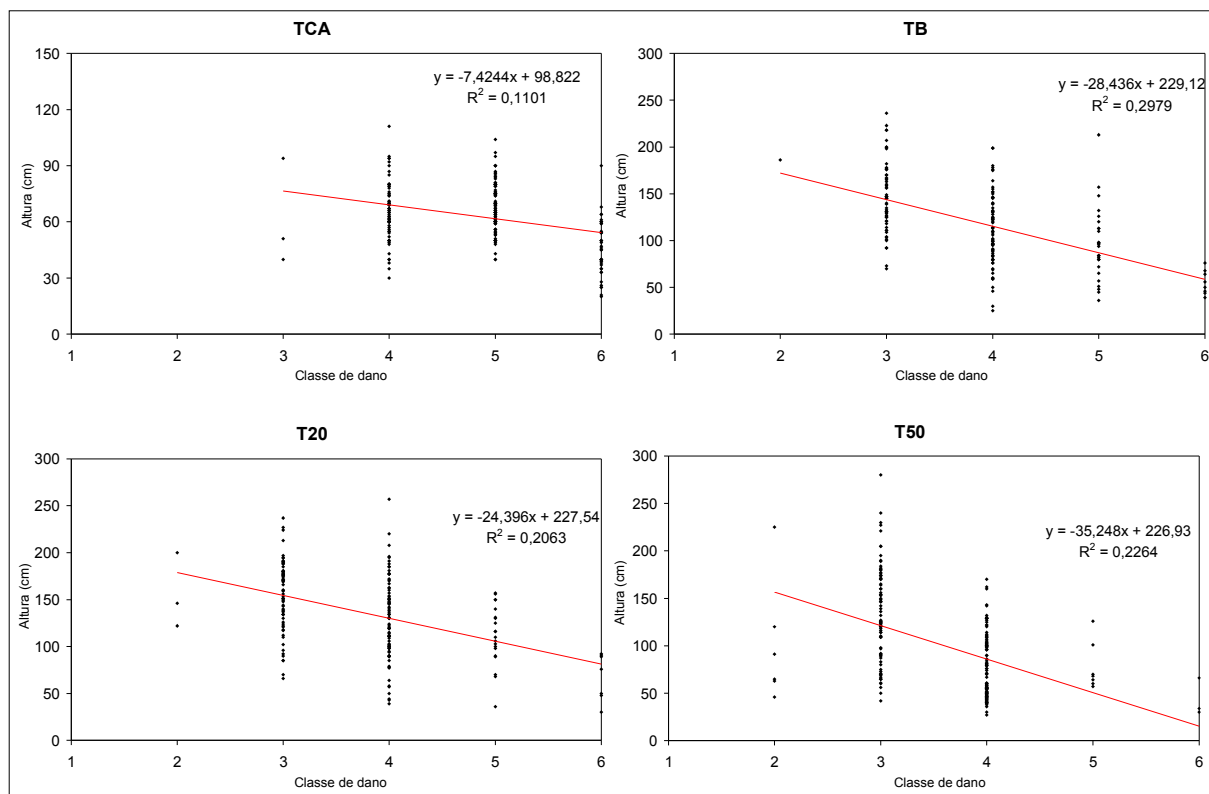 TCA
150
120
90
60
30
0
Altura (cm)
y = -7,4244x + 98,822
R² = 0,1101
1 2 3 4 5 6
Classe de dano
TB
300
250
200
150
100
50
0
Altura (cm)
y = -28,436x + 229,12
R² = 0,2979
1 2 3 4 5 6
Classe de dano
T20
300
250
200
150
100
50
0
Altura (cm)
y = -24,396x + 227,54
R² = 0,2063
1 2 3 4 5 6
Classe de dano
T50
300
250
200
150
100
50
0
Altura (cm)
y = -35,248x + 226,93
R² = 0,2264
1 2 3 4 5 6
Classe de dano